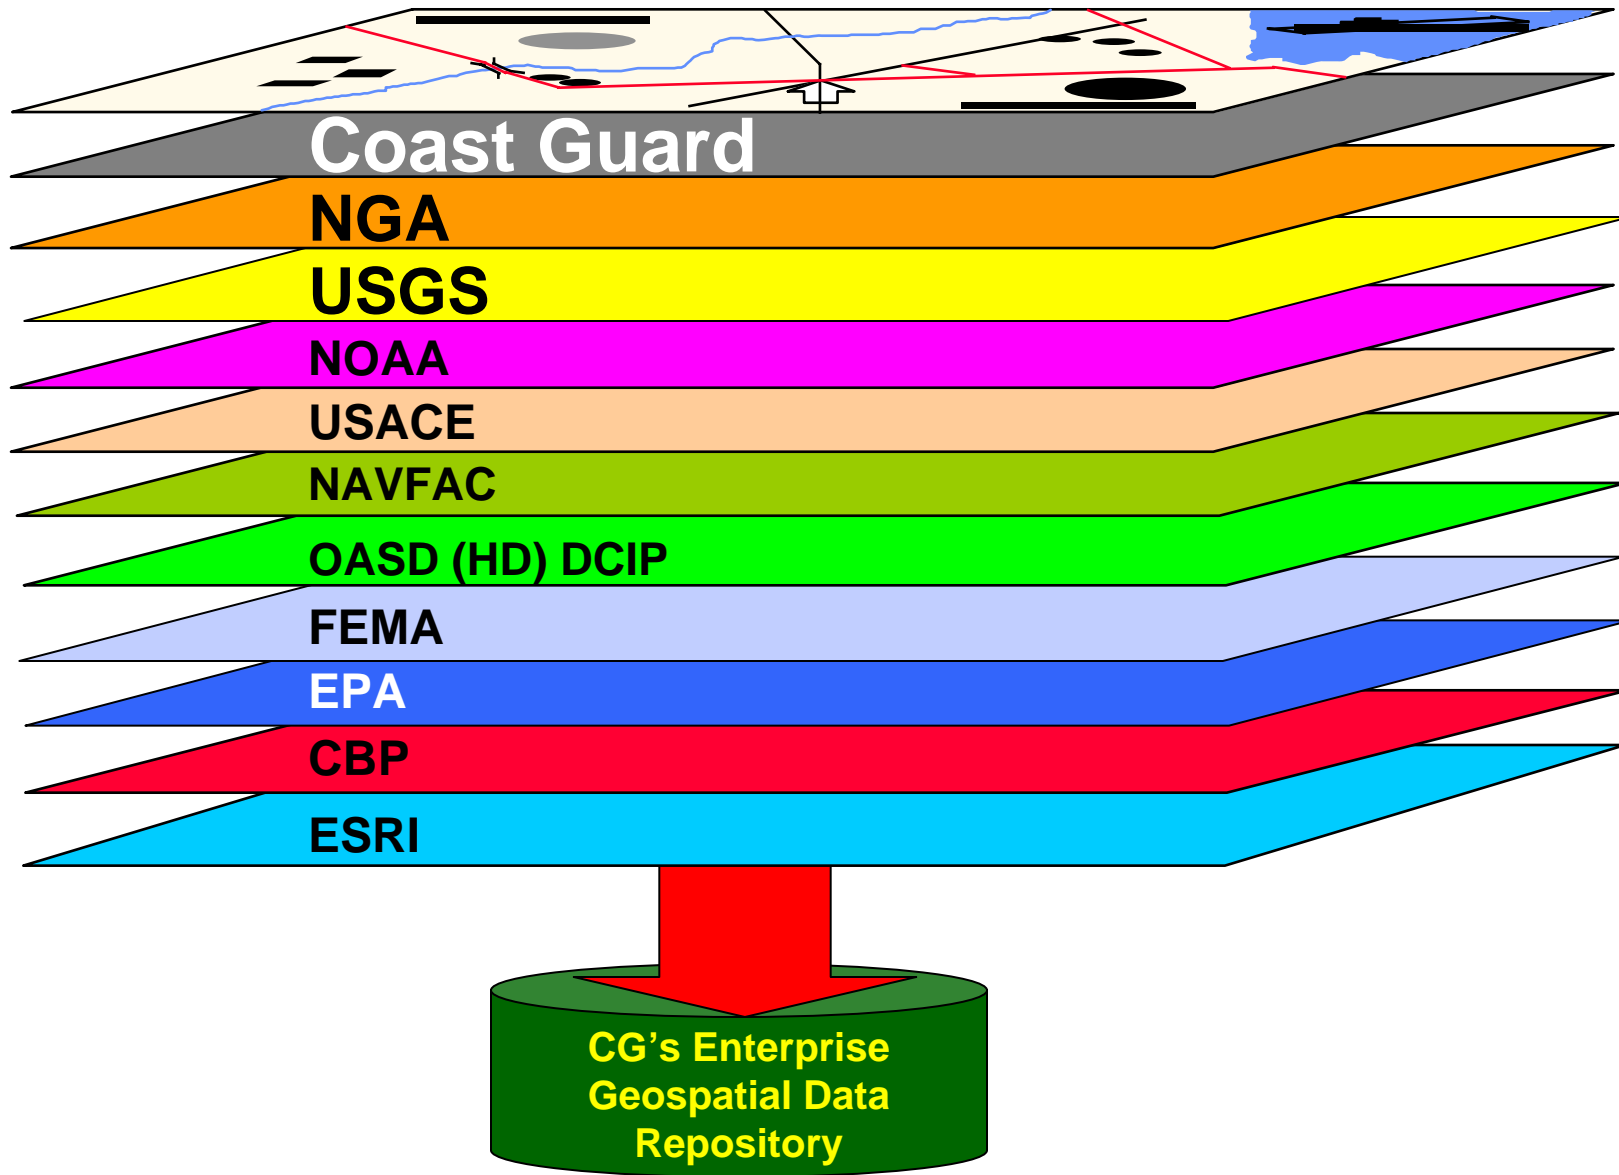 Coast Guard
NGA
USGS
NOAA
USACE
NAVFAC
OASD (HD) DCIP
FEMA
EPA
CBP
ESRI
CG’s Enterprise
Geospatial Data
Repository